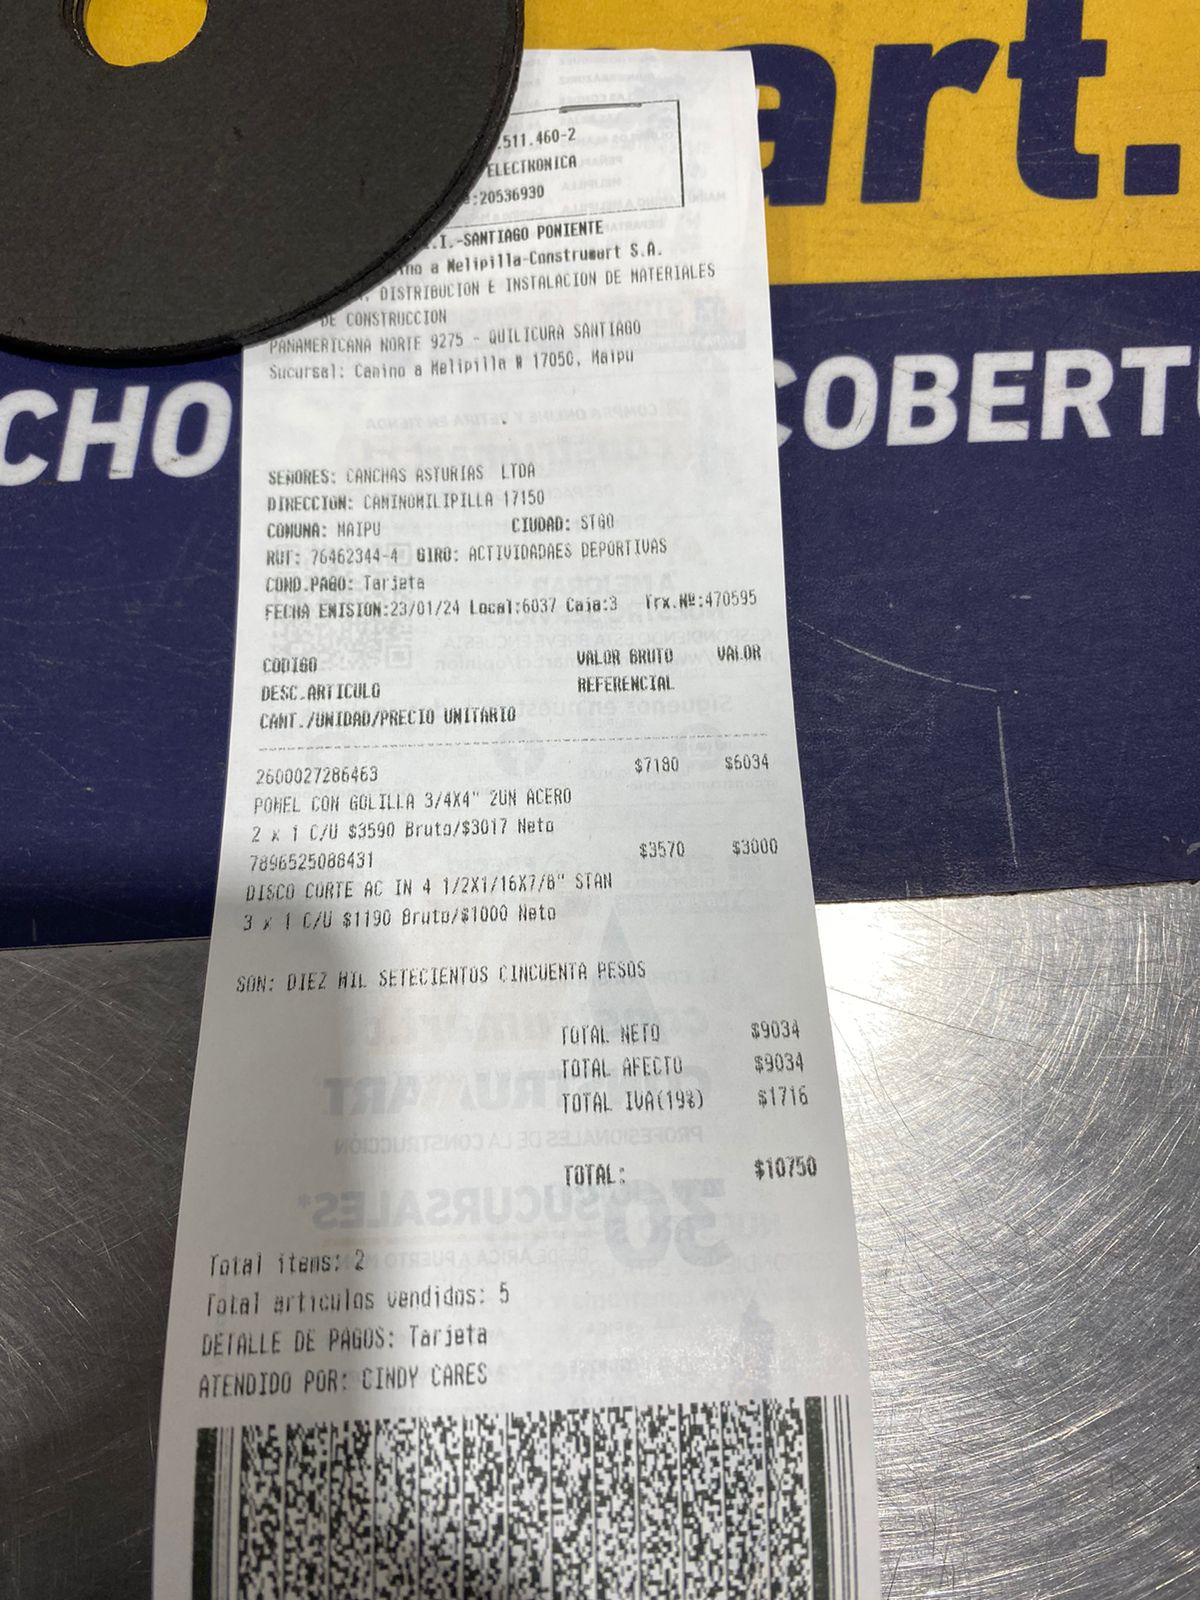 art.
CHO
COBERT
.511.460-2
ELECTRONICA
:20536930
.I.-SANTIAGO PONIENTE
ino a Melipilla-Construmart S.A.
, DISTRIBUCION E INSTALACION DE MATERIALES
DE CONSTRUCCION
PANAMERICANA NORTE 9275 - QUILICURA SANTIAGO
Sucursal: Camino a Melipilla # 17050, Maipu
SEÑORES: CANCHAS ASTURIAS LTDA
DIRECCION: CAMINOMILIPILLA 17150
COMUNA: MAIPU CIUDAD: STGO
RUT: 76462344-4 GIRO: ACTIVIDADAES DEPORTIVAS
COND.PAGO: Tarjeta
FECHA EMISION:23/01/24 Local:6037 Caja:3 Trx.Nº:470595
CODIGO VALOR BRUTO VALOR
DESC.ARTICULO REFERENCIAL
CANT./UNIDAD/PRECIO UNITARIO
2600027286463 $7180 $6034
POMEL CON GOLILLA 3/4X4" 2UN ACERO
2 x 1 C/U $3590 Bruto/$3017 Neto
7896525088431 $3570 $3000
DISCO CORTE AC IN 4 1/2X1/16X7/8" STAN
3 x 1 C/U $1190 Bruto/$1000 Neto
SON: DIEZ MIL SETECIENTOS CINCUENTA PESOS
TOTAL NETO $9034
TOTAL AFECTO $9034
TOTAL IVA(19%) $1716
TOTAL: $10750
Total items: 2
Total articulos vendidos: 5
DETALLE DE PAGOS: Tarjeta
ATENDIDO POR: CINDY CARES